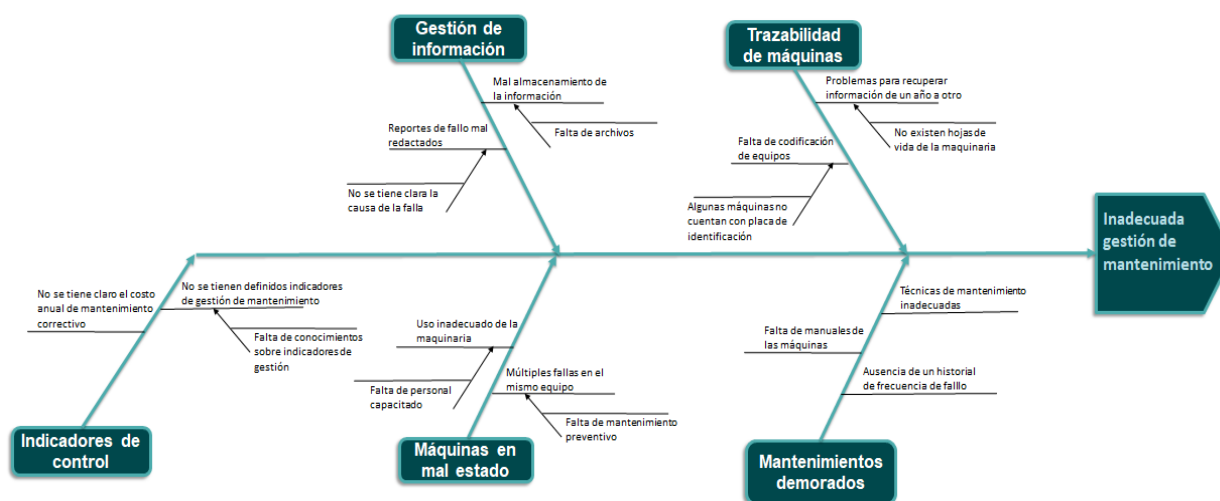 Gestión de
información
Trazabilidad
de máquinas
Mal almacenamiento de
la información
Falta de archivos
Reportes de fallo mal
redactados
No se tiene clara la
causa de la falla
Problemas para recuperar
información de un año a otro
No existen hojas de
vida de la maquinaria
Falta de codificación
de equipos
Algunas máquinas no
cuentan con placa de
identificación
Inadecuada
gestión de
mantenimiento
No se tiene claro el costo
anual de mantenimiento
correctivo
No se tienen definidos indicadores
de gestión de mantenimiento
Falta de conocimientos
sobre indicadores de
gestión
Uso inadecuado de la
maquinaria
Falta de personal
capacitado
Múltiples fallas en el
mismo equipo
Falta de mantenimiento
preventivo
Técnicas de mantenimiento
inadecuadas
Falta de manuales de
las máquinas
Ausencia de un historial
de frecuencia de falllo
Indicadores de
control
Máquinas en
mal estado
Mantenimientos
demorados